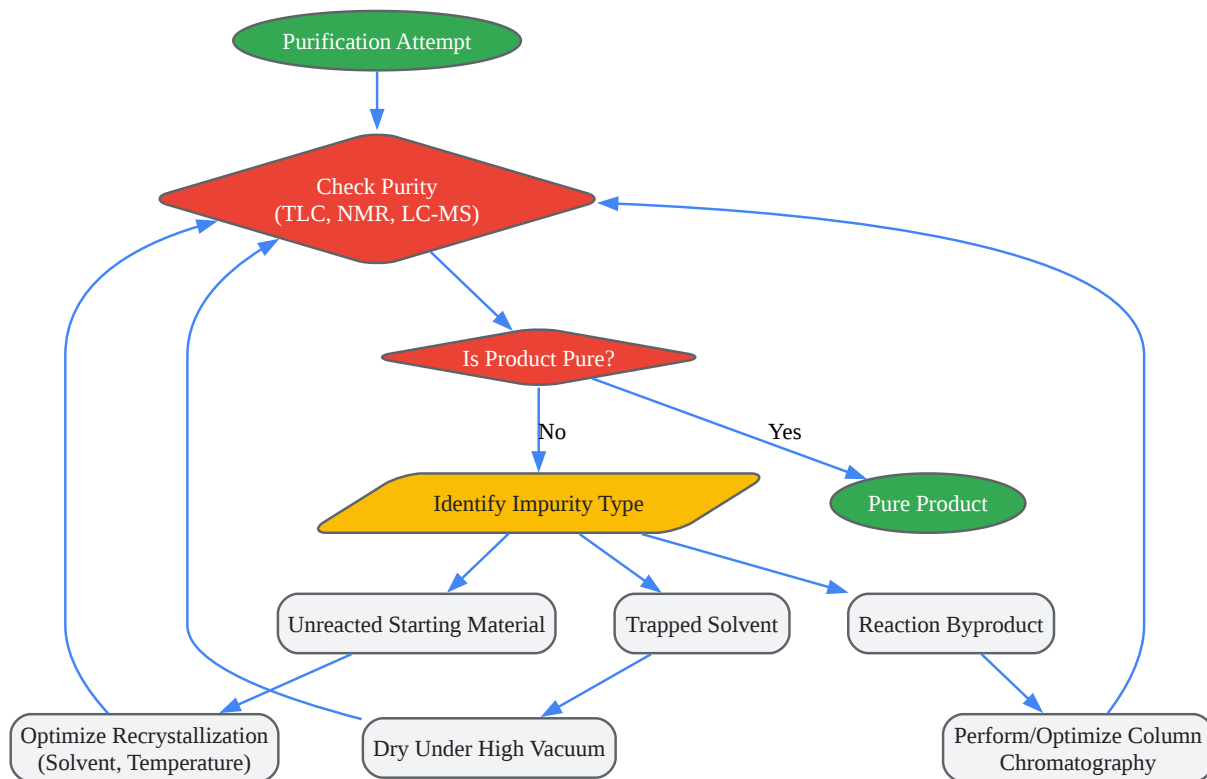 Purification Attempt
Check Purity
(TLC, NMR, LC-MS)
Is Product Pure?
No
Yes
Identify Impurity Type
Pure Product
Unreacted Starting Material
Trapped Solvent
Reaction Byproduct
Optimize Recrystallization
(Solvent, Temperature)
Dry Under High Vacuum
Perform/Optimize Column
Chromatography